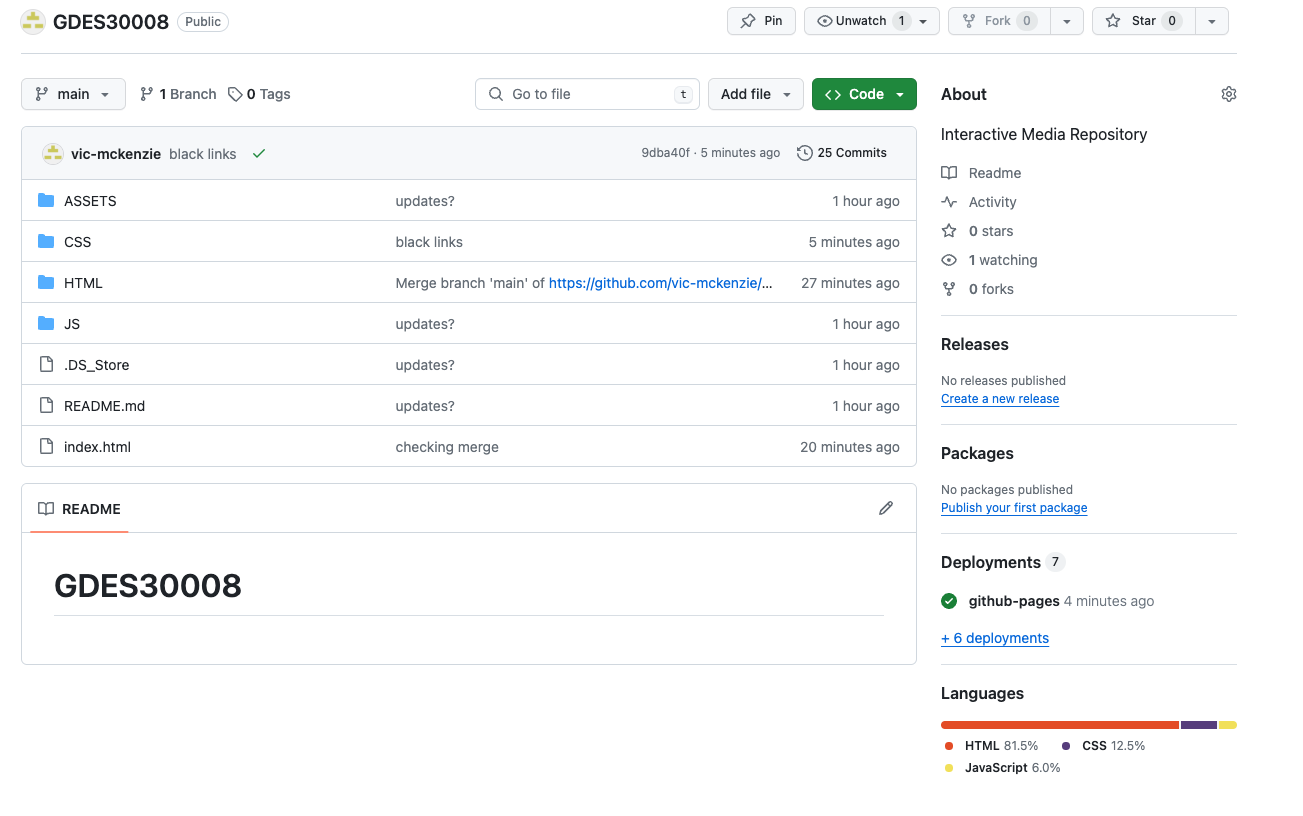 GDES30008 Public Pin Unwatch 1 Fork 0 Star 0
main 1 Branch 0 Tags Go to file t Add file Code
vic-mckenzie black links 9dba40f · 5 minutes ago 25 Commits
ASSETS updates? 1 hour ago
CSS black links 5 minutes ago
HTML Merge branch 'main' of https://github.com/vic-mckenzie/... 27 minutes ago
JS updates? 1 hour ago
.DS_Store updates? 1 hour ago
README.md updates? 1 hour ago
index.html checking merge 20 minutes ago
README
GDES30008
About
Interactive Media Repository
Readme
Activity
0 stars
1 watching
0 forks
Releases
No releases published
Create a new release
Packages
No packages published
Publish your first package
Deployments 7
github-pages 4 minutes ago
+ 6 deployments
Languages
HTML 81.5% CSS 12.5%
JavaScript 6.0%